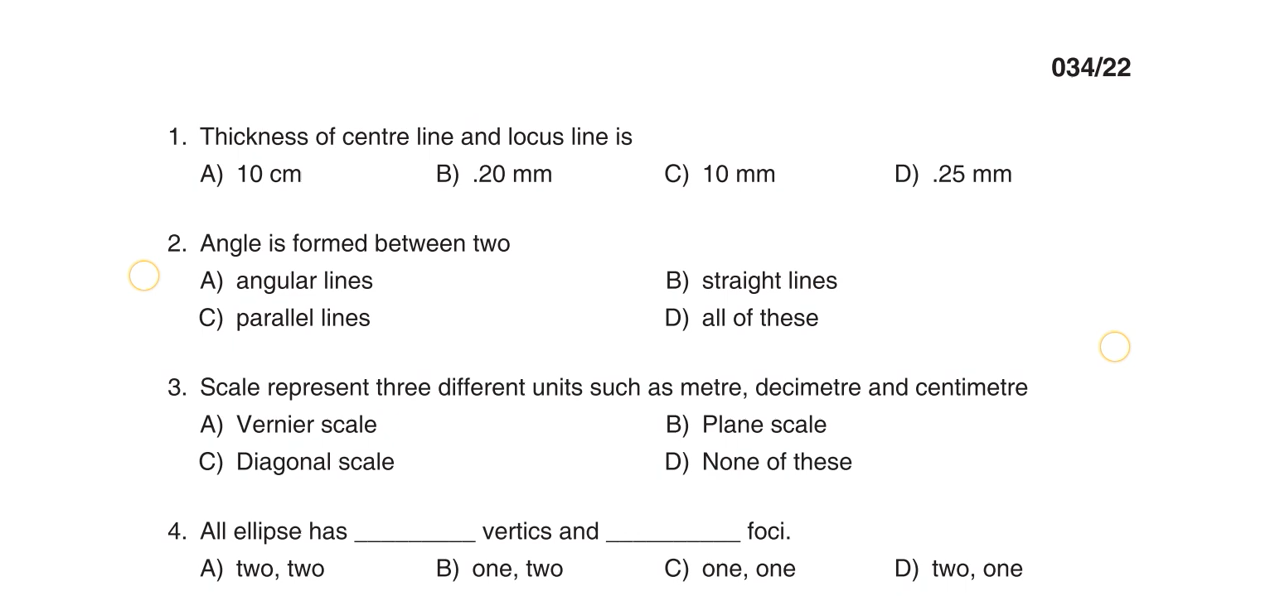 034/22
1. Thickness of centre line and locus line is
A) 10 cm B) .20 mm C) 10 mm D) .25 mm
2. Angle is formed between two
A) angular lines B) straight lines
C) parallel lines D) all of these
3. Scale represent three different units such as metre, decimetre and centimetre
A) Vernier scale B) Plane scale
C) Diagonal scale D) None of these
4. All ellipse has _________ vertics and __________ foci.
A) two, two B) one, two C) one, one D) two, one